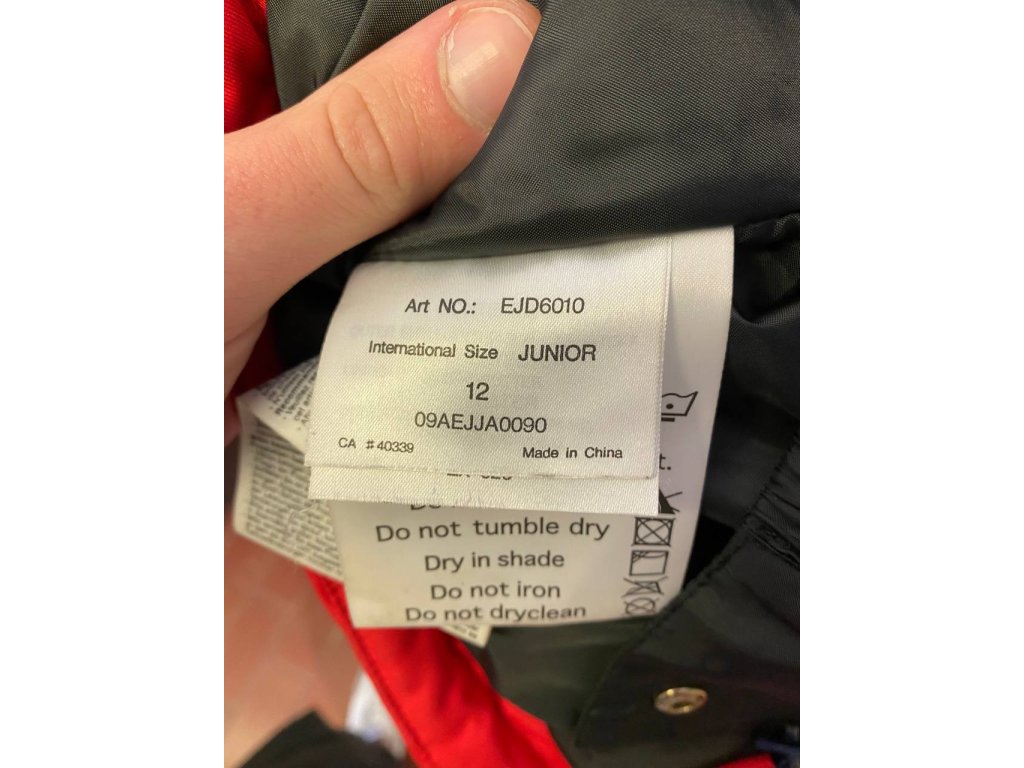 Art NO.: EJD6010
International Size JUNIOR
12
09AEJJA0090
CA #40339 Made in China
t.
Do not tumble dry
Dry in shade
Do not iron
Do not dryclean